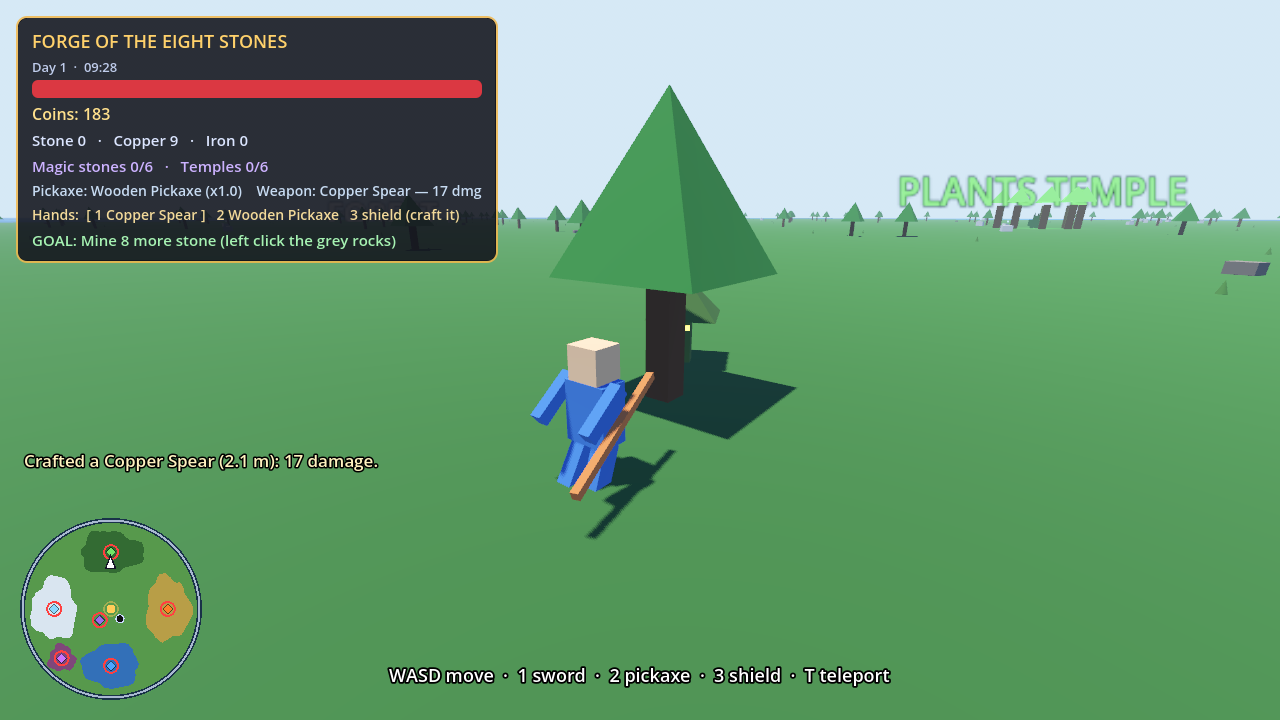 FORGE OF THE EIGHT STONES
Day 1 · 09:28
Coins: 183
Stone 0 · Copper 9 · Iron 0
Magic stones 0/6 · Temples 0/6
Pickaxe: Wooden Pickaxe (x1.0) Weapon: Copper Spear — 17 dmg
Hands: [ 1 Copper Spear ] 2 Wooden Pickaxe 3 shield (craft it)
GOAL: Mine 8 more stone (left click the grey rocks)
PLANTS TEMPLE
Crafted a Copper Spear (2.1 m): 17 damage.
WASD move · 1 sword · 2 pickaxe · 3 shield · T teleport